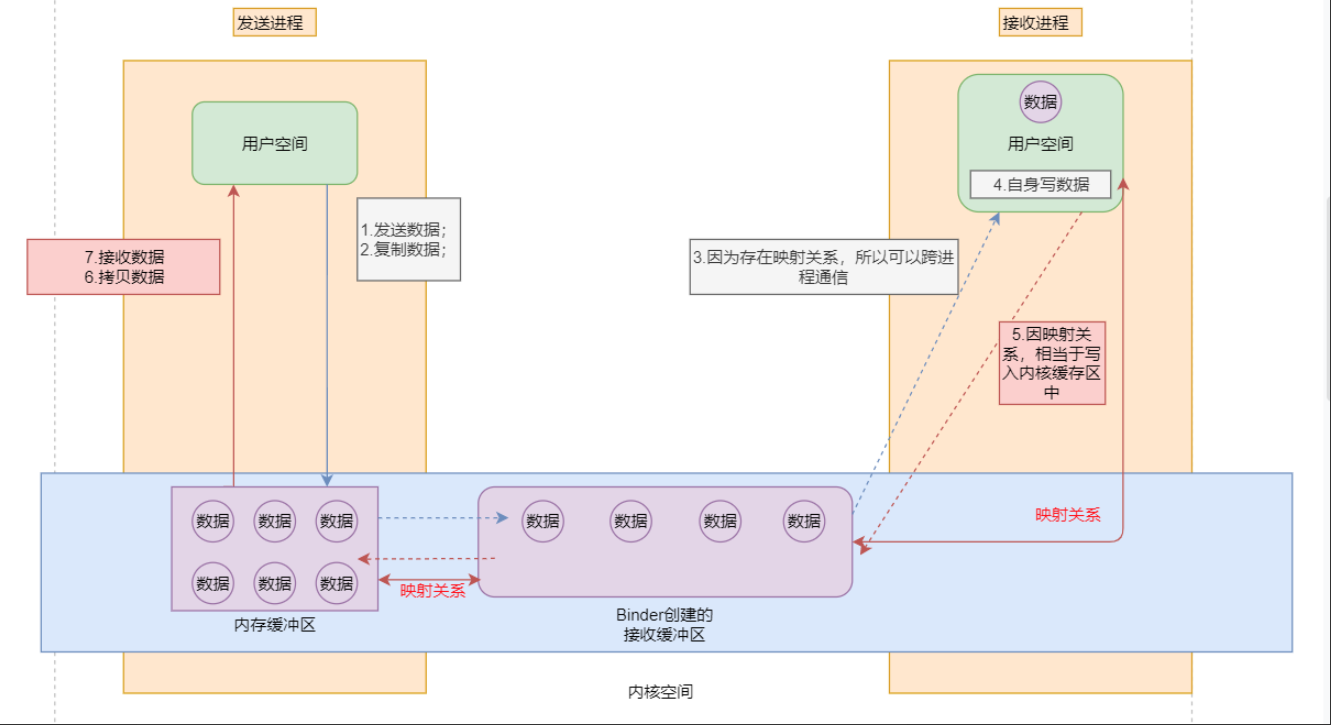 发送进程
接收进程
数据
用户空间
用户空间
4.自身写数据
1.发送数据；
2.复制数据；
7.接收数据
6.拷贝数据
3.因为存在映射关系，所以可以跨进
程通信
5.因映射关
系，相当于写
入内核缓存区
中
数据 数据 数据
数据 数据 数据 数据
映射关系
数据 数据 数据
映射关系
内存缓冲区
Binder创建的
接收缓冲区
内核空间